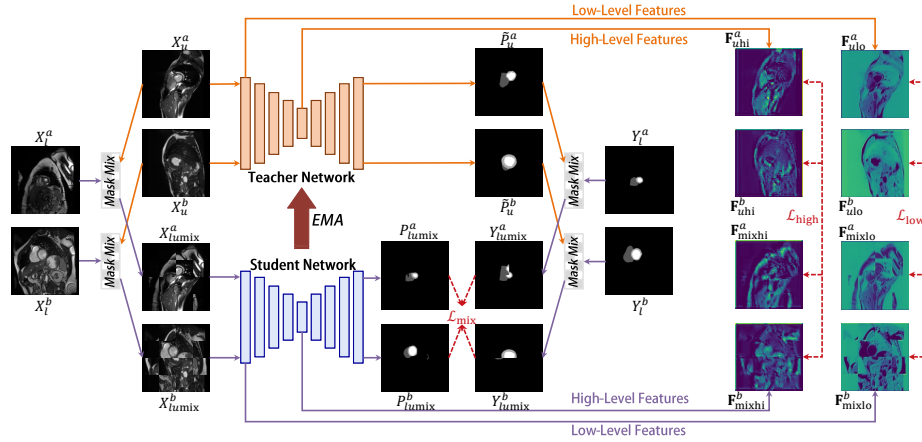 Low-Level Features
High-Level Features
X_u^a
P̃_u^a
F_uhi^a
F_ulo^a
X_l^a
Mask Mix
Y_l^a
Mask Mix
Teacher Network
X_u^b
P̃_u^b
F_uhi^b
F_ulo^b
ℒ_high
ℒ_low
EMA
X_lumix^a
P_lumix^a
Y_lumix^a
F_mixhi^a
F_mixlo^a
Mask Mix
Student Network
Mask Mix
X_l^b
Y_l^b
ℒ_mix
X_lumix^b
P_lumix^b
Y_lumix^b
F_mixhi^b
F_mixlo^b
High-Level Features
Low-Level Features